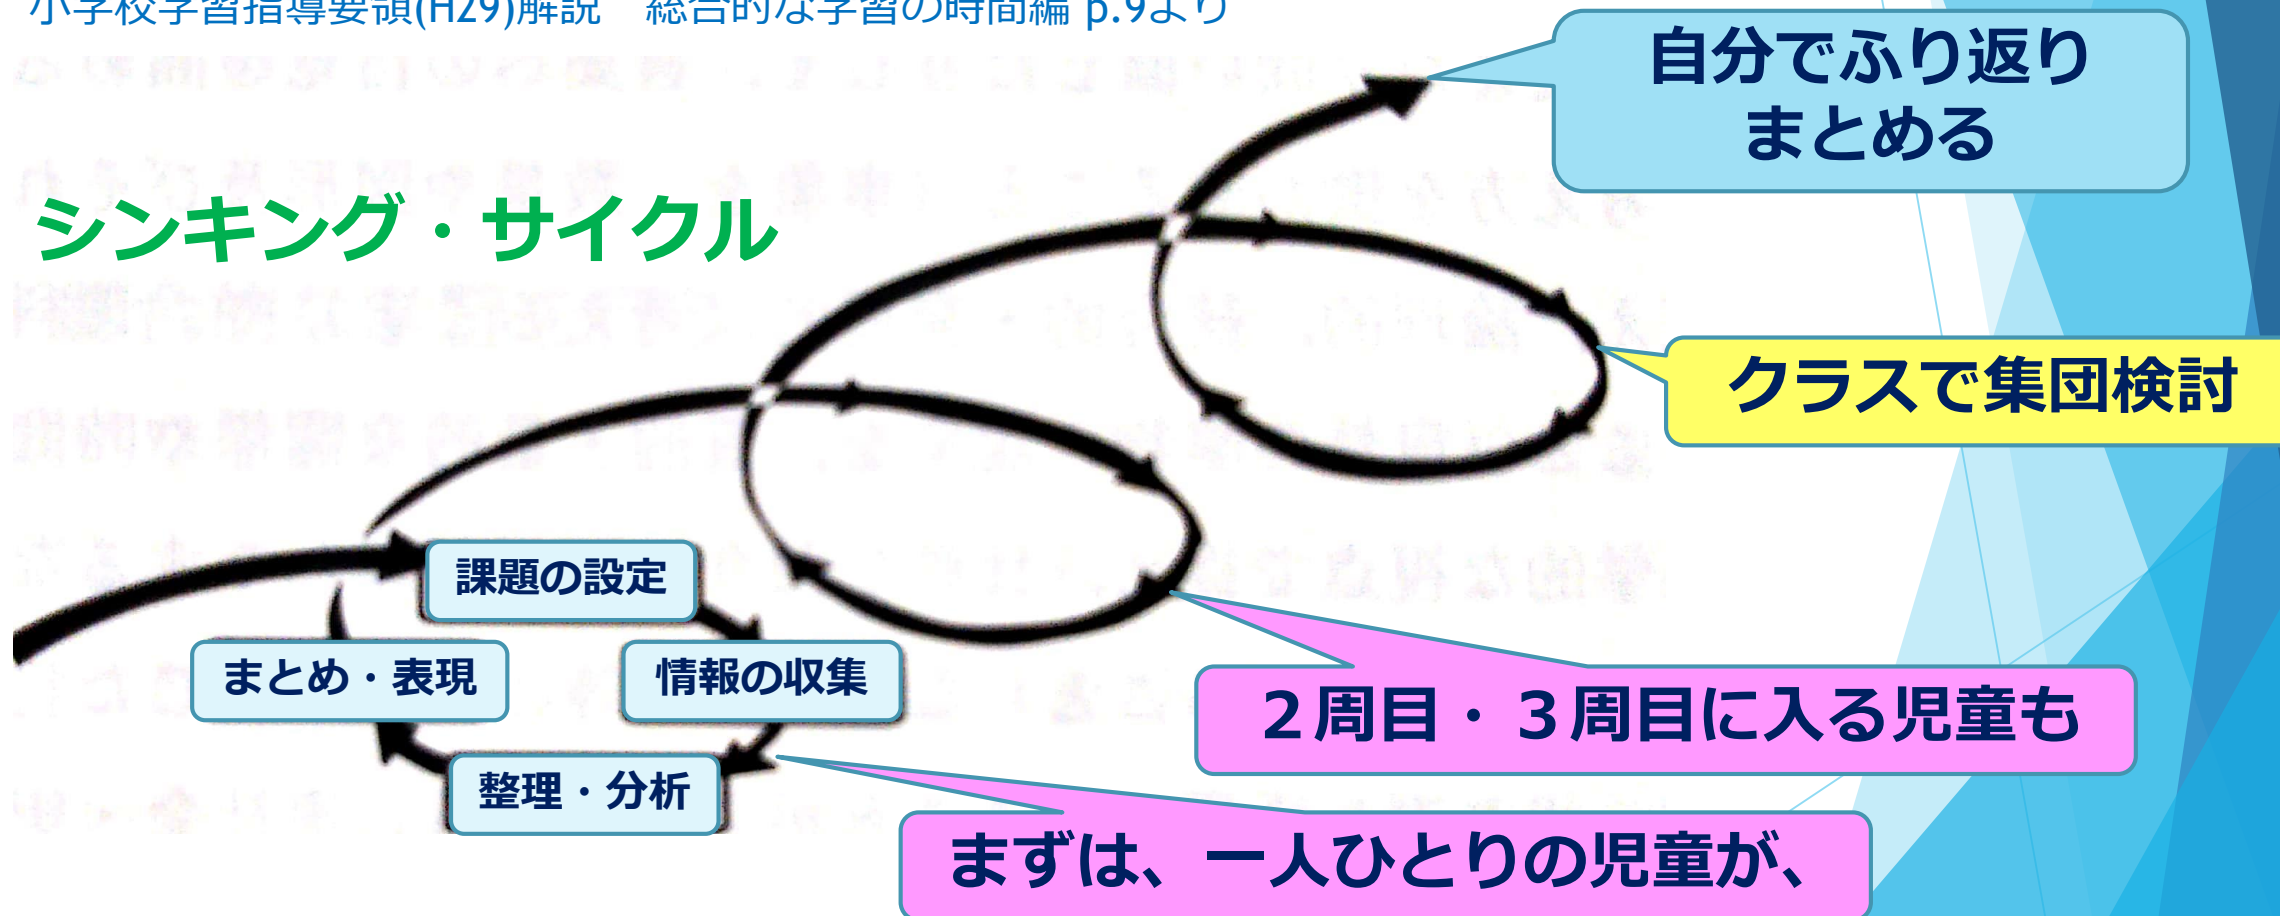 小学校学習指導要領(H29)解説　総合的な学習の時間編 p.9より
自分でふり返り
まとめる
シンキング・サイクル
クラスで集団検討
課題の設定
まとめ・表現
情報の収集
整理・分析
２周目・３周目に入る児童も
まずは、一人ひとりの児童が、